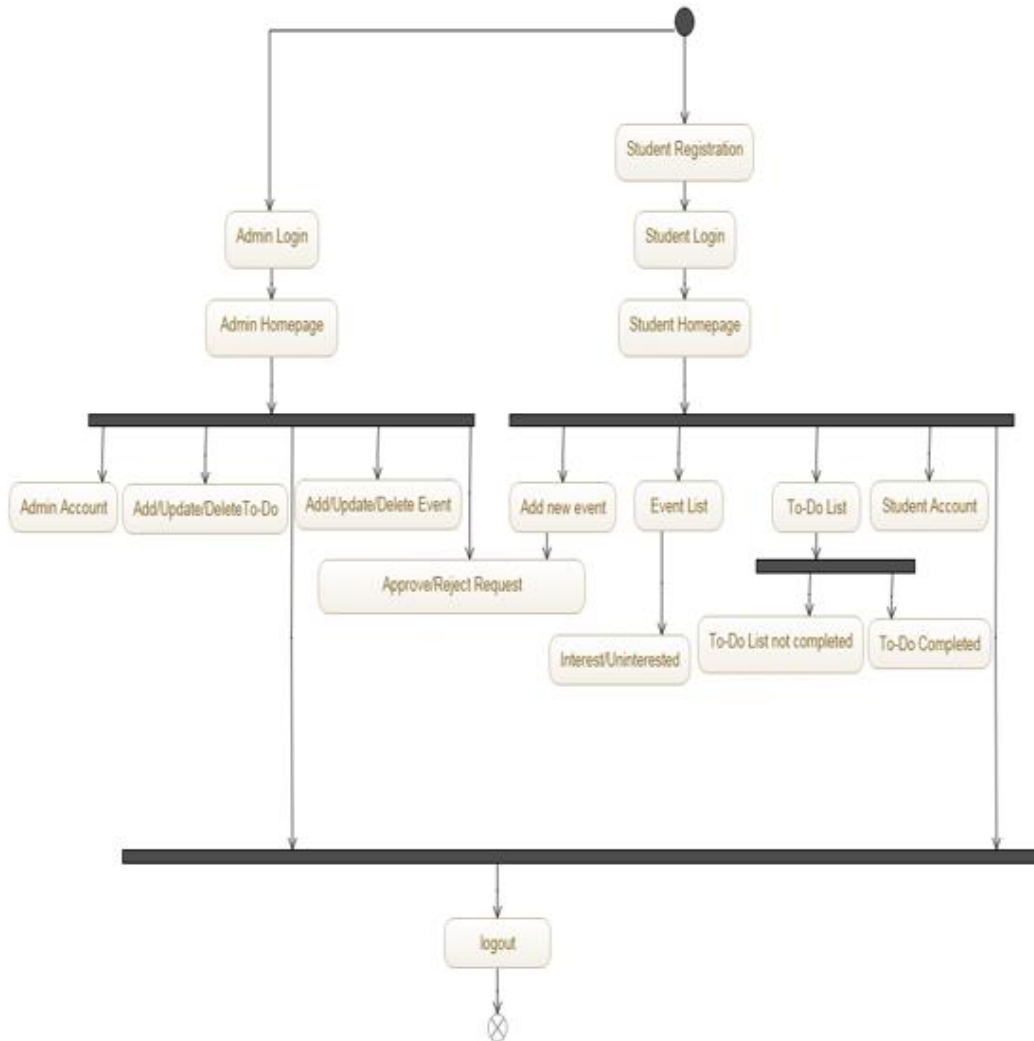 Student Registration
Admin Login
Student Login
Admin Homepage
Student Homepage
Admin Account
Add/Update/DeleteTo-Do
Add/Update/Delete Event
Add new event
Event List
To-Do List
Student Account
Approve/Reject Request
Interest/Uninterested
To-Do List not completed
To-Do Completed
logout